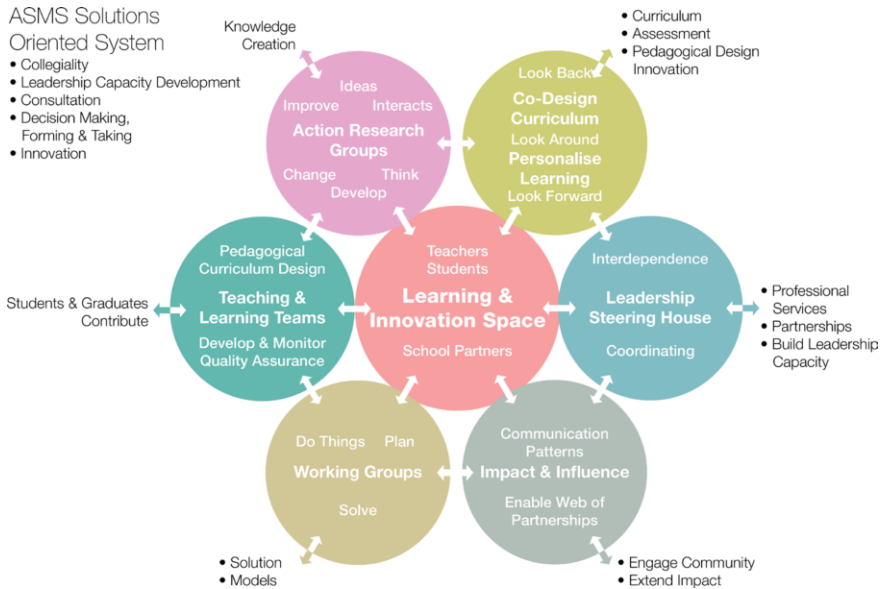 ASMS Solutions
Oriented System
• Collegiality
• Leadership Capacity Development
• Consultation
• Decision Making,
Forming & Taking
• Innovation
Knowledge
Creation
Ideas
Improve Interacts
Action Research
Groups
Change Think
Develop
• Curriculum
• Assessment
• Pedagogical Design
Innovation
Look Back
Co-Design
Curriculum
Look Around
Personalise
Learning
Look Forward
Students & Graduates
Contribute
Pedagogical
Curriculum Design
Teaching &
Learning Teams
Develop & Monitor
Quality Assurance
Teachers
Students
Learning &
Innovation Space
School Partners
Interdependence
Leadership
Steering House
Coordinating
• Professional
Services
• Partnerships
• Build Leadership
Capacity
Do Things Plan
Working Groups
Solve
• Solution
• Models
Communication
Patterns
Impact & Influence
Enable Web of
Partnerships
• Engage Community
• Extend Impact